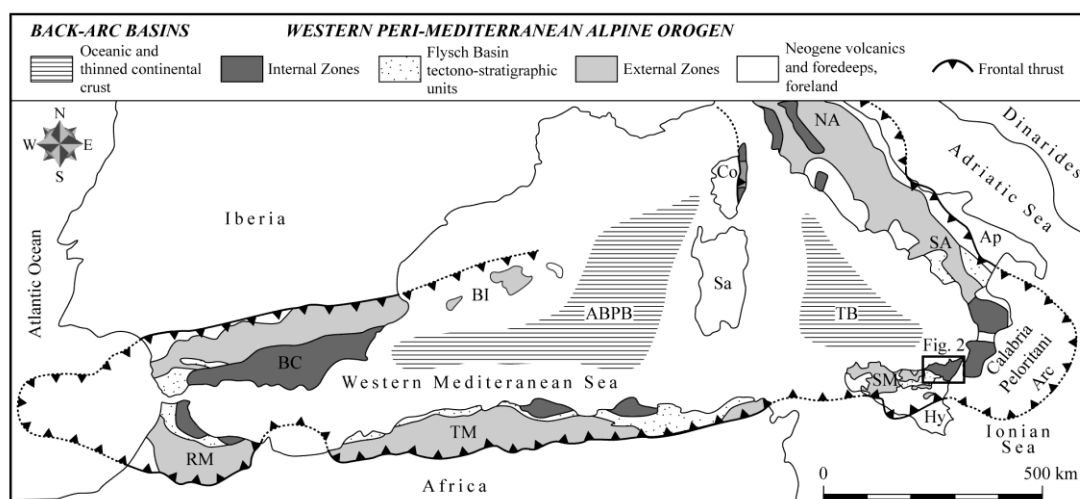 BACK-ARC BASINS
WESTERN PERI-MEDITERRANEAN ALPINE OROGEN
Oceanic and
thinned continental
crust
Internal Zones
Flysch Basin
tectono-stratigraphic
units
External Zones
Neogene volcanics
and foredeeps,
foreland
Frontal thrust
N
W
E
S
NA
Dinarides
Adriatic Sea
Co
Iberia
Ap
SA
Atlantic Ocean
BI
Sa
ABPB
TB
Fig. 2
BC
Calabria
Peloritani
Arc
Western Mediterranean Sea
SM
Hy
Ionian
Sea
TM
RM
Africa
0
500 km